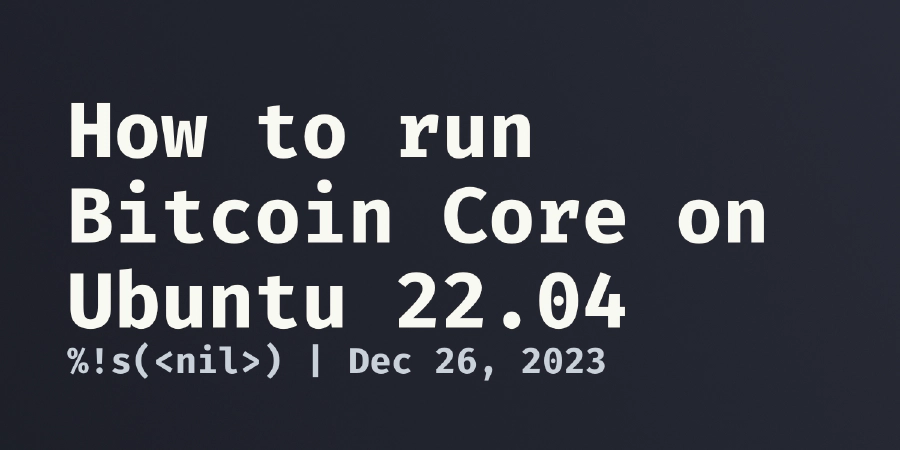 How to run
Bitcoin Core on
Ubuntu 22.04
%!s(<nil>) | Dec 26, 2023